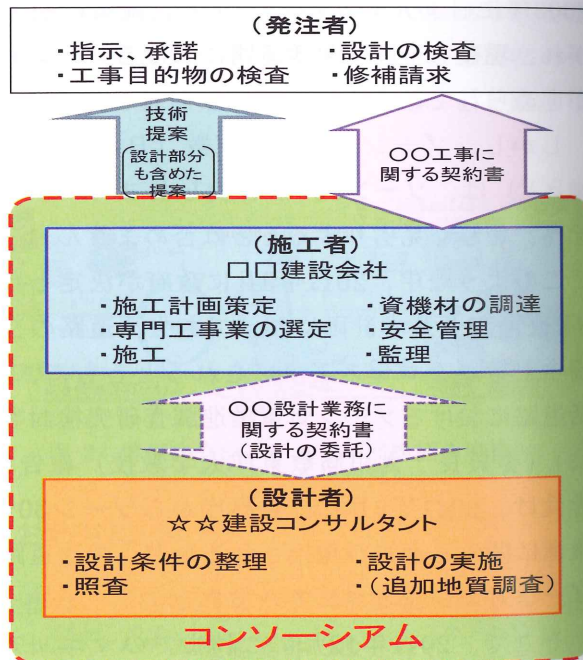 （発注者）
・指示、承諾 ・設計の検査
・工事目的物の検査 ・修補請求
技術
提案
設計部分
も含めた
提案
〇〇工事に
関する契約書
（施工者）
□□建設会社
・施工計画策定 ・資機材の調達
・専門工事業の選定 ・安全管理
・施工 ・監理
〇〇設計業務に
関する契約書
（設計の委託）
（設計者）
☆☆建設コンサルタント
・設計条件の整理 ・設計の実施
・照査 ・（追加地質調査）
コンソーシアム